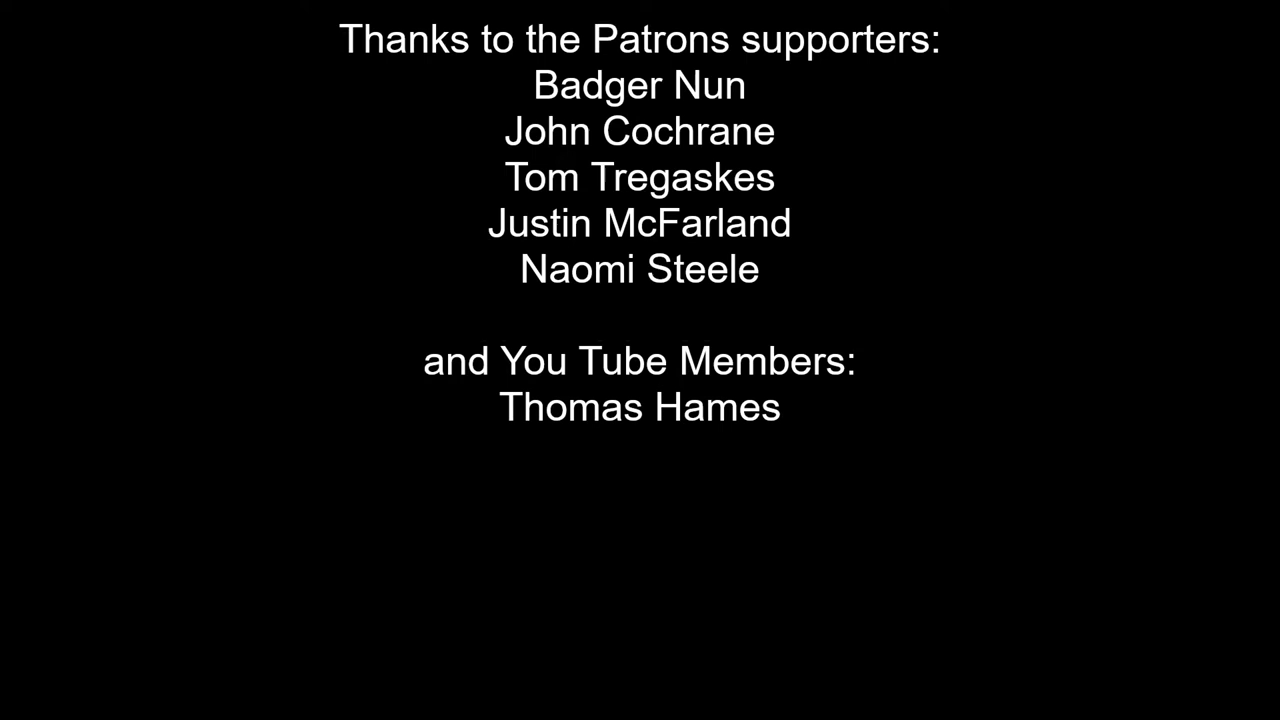 Thanks to the Patrons supporters:
Badger Nun
John Cochrane
Tom Tregaskes
Justin McFarland
Naomi Steele
and You Tube Members:
Thomas Hames